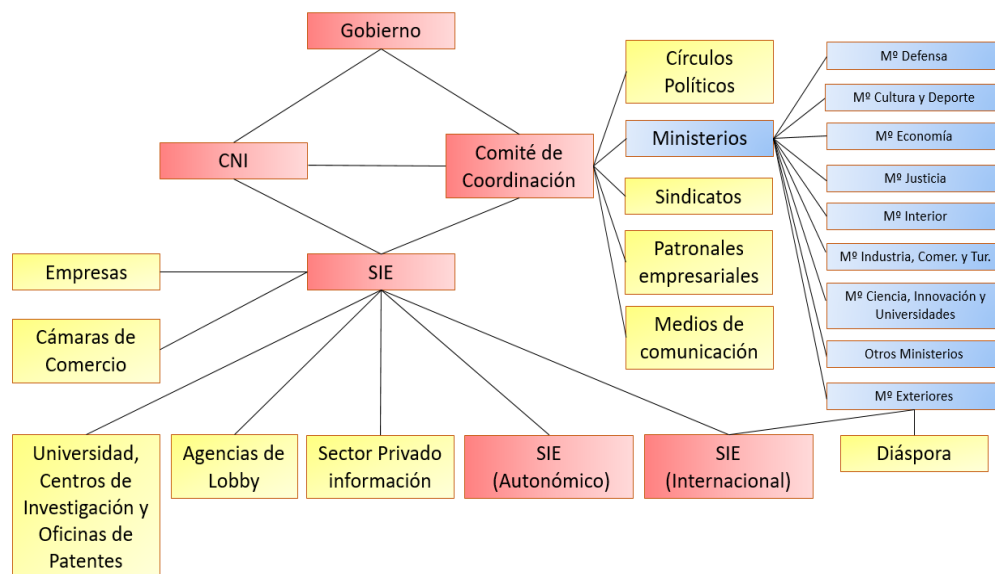 Gobierno
CNI
Comité de
Coordinación
SIE
Empresas
Cámaras de
Comercio
Círculos
Políticos
Ministerios
Sindicatos
Patronales
empresariales
Medios de
comunicación
Mº Defensa
Mº Cultura y Deporte
Mº Economía
Mº Justicia
Mº Interior
Mº Industria, Comer. y Tur.
Mº Ciencia, Innovación y
Universidades
Otros Ministerios
Mº Exteriores
Universidad,
Centros de
Investigación y
Oficinas de
Patentes
Agencias de
Lobby
Sector Privado
información
SIE
(Autonómico)
SIE
(Internacional)
Diáspora